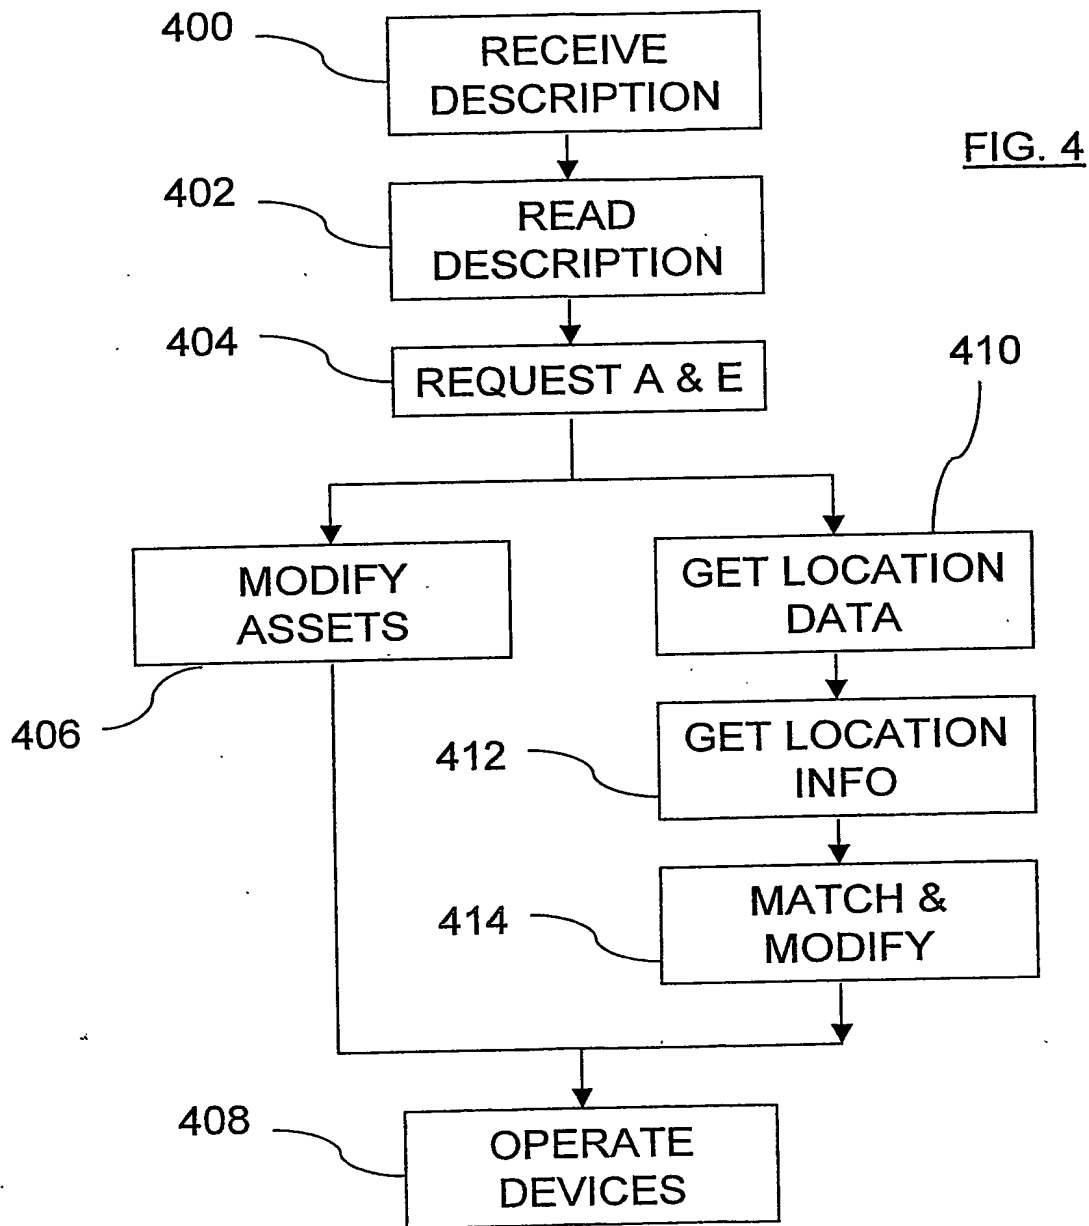 400
RECEIVE
DESCRIPTION
FIG. 4
402
READ
DESCRIPTION
404
REQUEST A & E
410
MODIFY
ASSETS
GET LOCATION
DATA
406
412
GET LOCATION
INFO
414
MATCH &
MODIFY
408
OPERATE
DEVICES